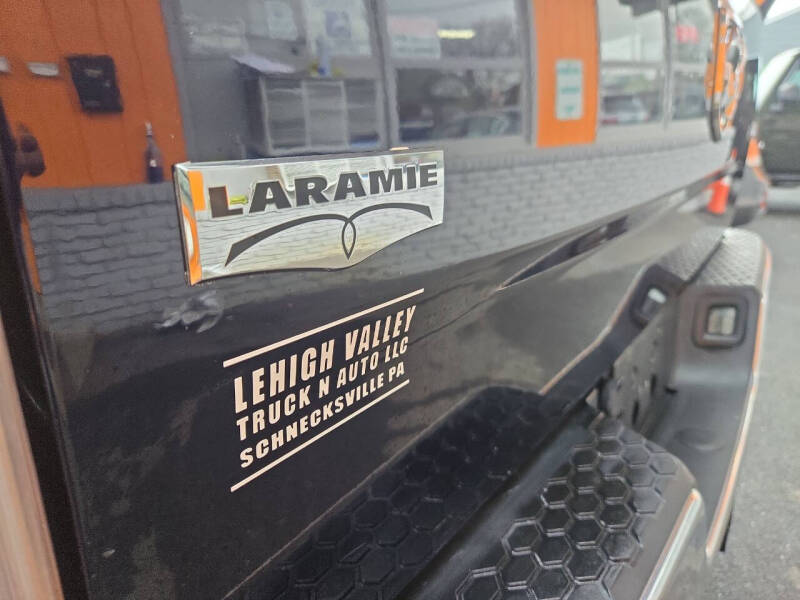 LARAMIE
LEHIGH VALLEY
TRUCK N AUTO LLC
SCHNECKSVILLE PA